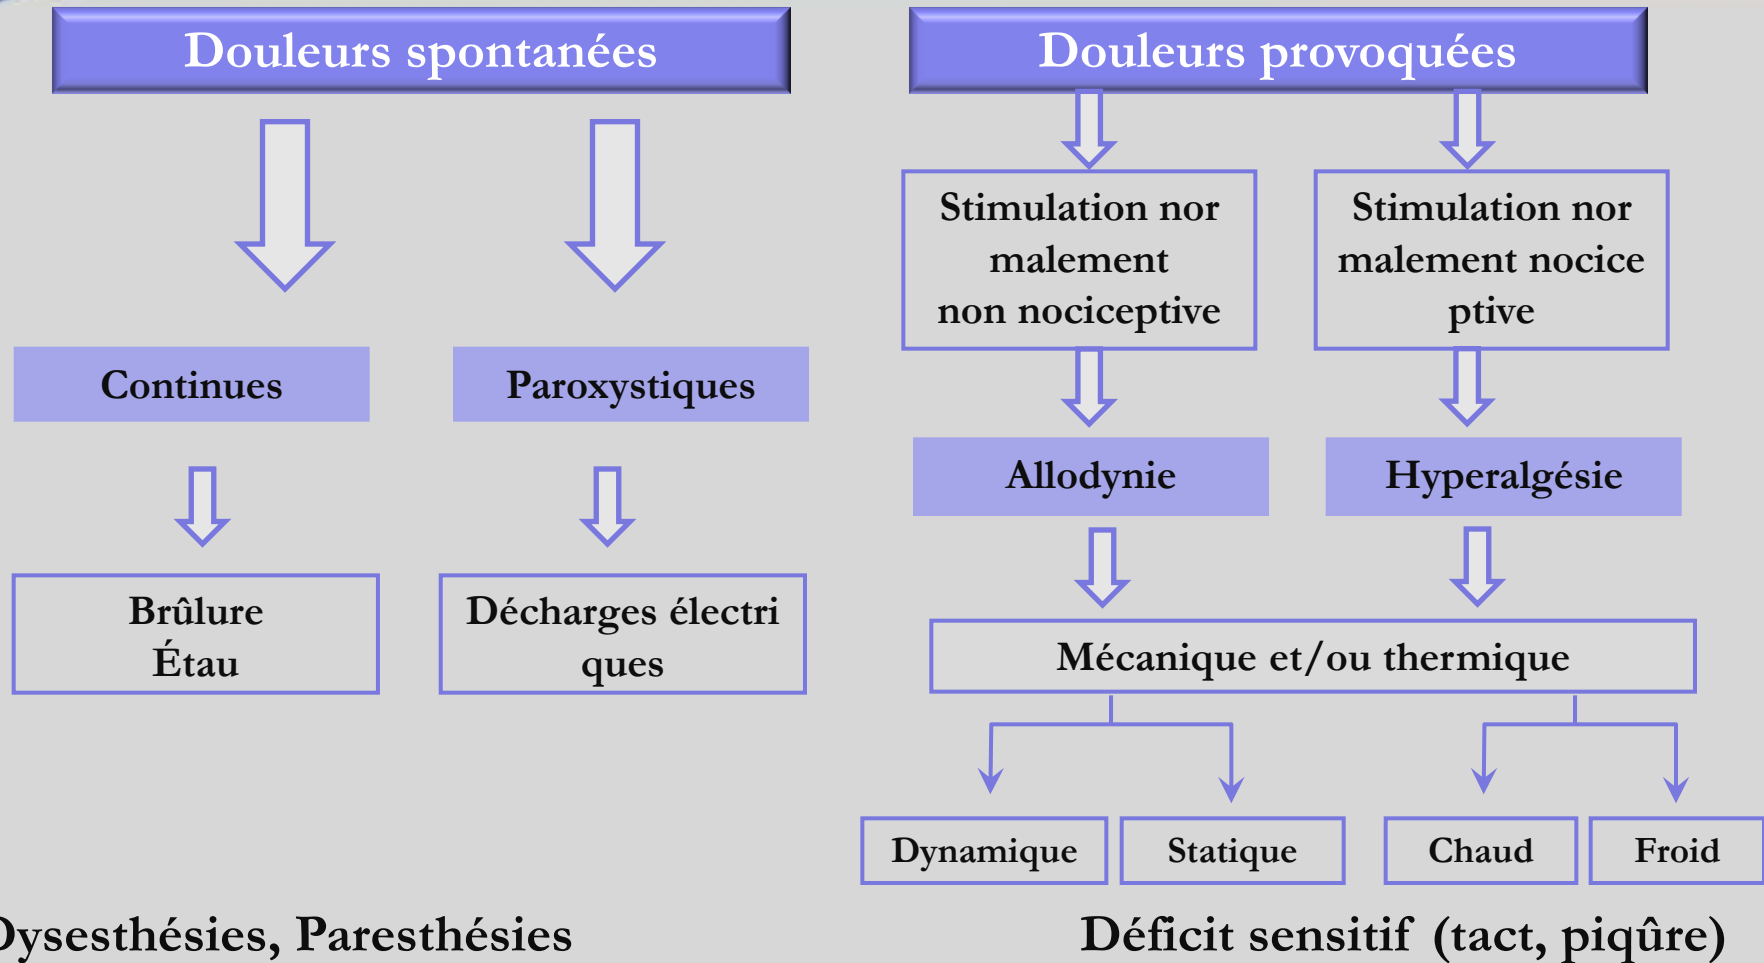 Douleurs spontanées
Douleurs provoquées
Stimulation nor
malement
non nociceptive
Stimulation nor
malement nocice
ptive
Continues
Paroxystiques
Allodynie
Hyperalgésie
Brûlure
Étau
Décharges électri
ques
Mécanique et/ou thermique
Dynamique
Statique
Chaud
Froid
Dysesthésies, Paresthésies
Déficit sensitif (tact, piqûre)